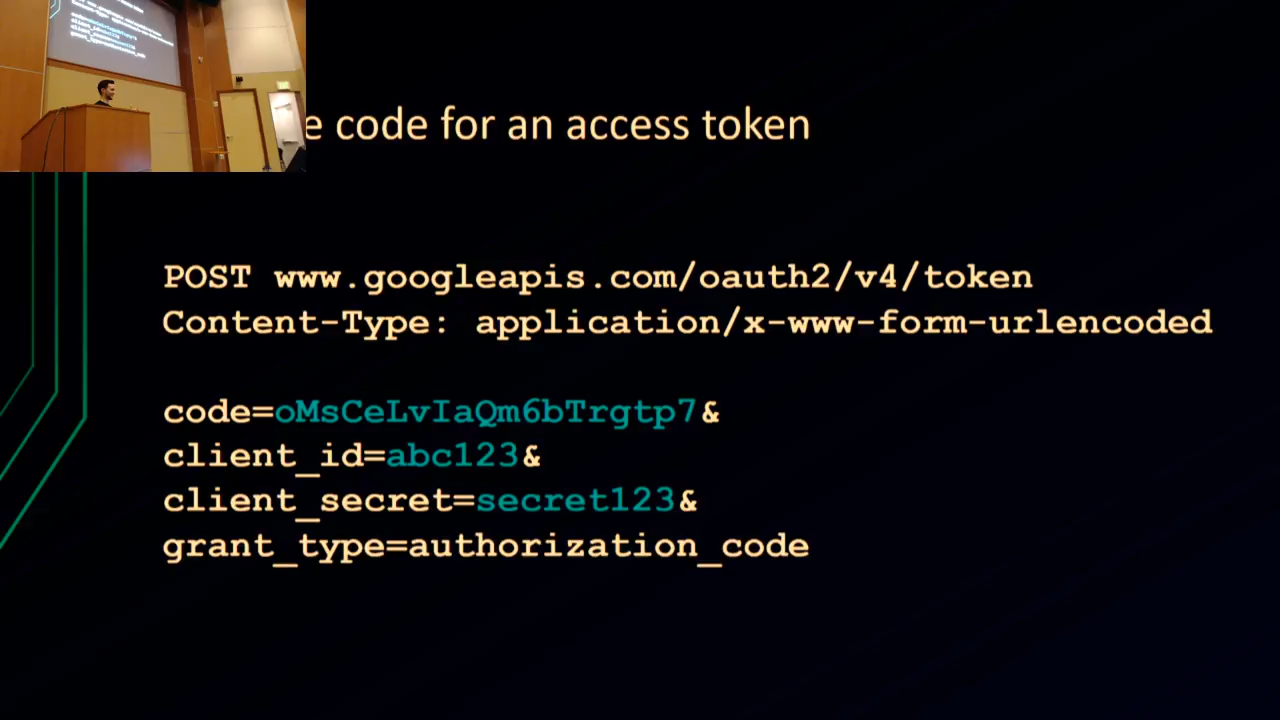 e code for an access token
POST www.googleapis.com/oauth2/v4/token
Content-Type: application/x-www-form-urlencoded
code=oMsCeLvIaQm6bTrgtp7&
client_id=abc123&
client_secret=secret123&
grant_type=authorization_code